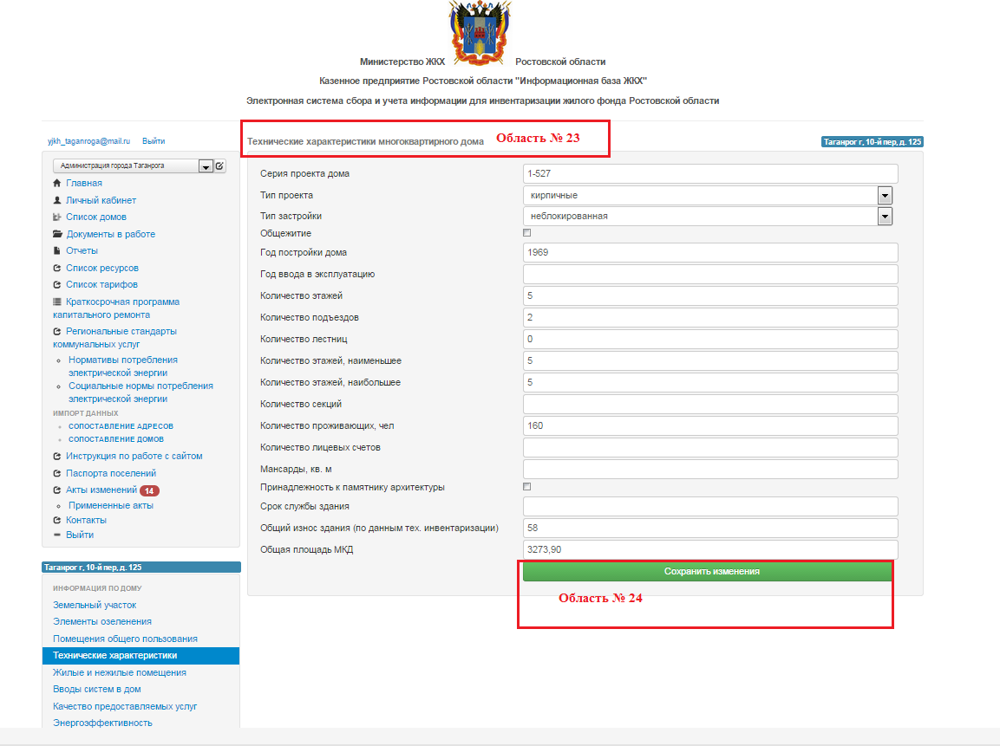 Министерство ЖКХ Ростовской области
Казенное предприятие Ростовской области "Информационная база ЖКХ"
Электронная система сбора и учета информации для инвентаризации жилого фонда Ростовской области
yjkh_taganroga@mail.ru Выйти
Администрация города Таганрога
Главная
Личный кабинет
Список домов
Документы в работе
Отчеты
Список ресурсов
Список тарифов
Краткосрочная программа
капитального ремонта
Региональные стандарты
коммунальных услуг
Нормативы потребления
электрической энергии
Социальные нормы потребления
электрической энергии
ИМПОРТ ДАННЫХ
СОПОСТАВЛЕНИЕ АДРЕСОВ
СОПОСТАВЛЕНИЕ ДОМОВ
Инструкция по работе с сайтом
Паспорта поселений
Акты изменений 14
Примененные акты
Контакты
Выйти
Таганрог г, 10-й пер, д. 125
ИНФОРМАЦИЯ ПО ДОМУ
Земельный участок
Элементы озеленения
Помещения общего пользования
Технические характеристики
Жилые и нежилые помещения
Вводы систем в дом
Качество предоставляемых услуг
Энергоэффективность
Технические характеристики многоквартирного дома Область № 23
Таганрог г, 10-й пер, д. 125
Серия проекта дома 1-527
Тип проекта кирпичные
Тип застройки неблокированная
Общежитие
Год постройки дома 1969
Год ввода в эксплуатацию
Количество этажей 5
Количество подъездов 2
Количество лестниц 0
Количество этажей, наименьшее 5
Количество этажей, наибольшее 5
Количество секций
Количество проживающих, чел 160
Количество лицевых счетов
Мансарды, кв. м
Принадлежность к памятнику архитектуры
Срок службы здания
Общий износ здания (по данным тех. инвентаризации) 58
Общая площадь МКД 3273,90
Сохранить изменения
Область № 24